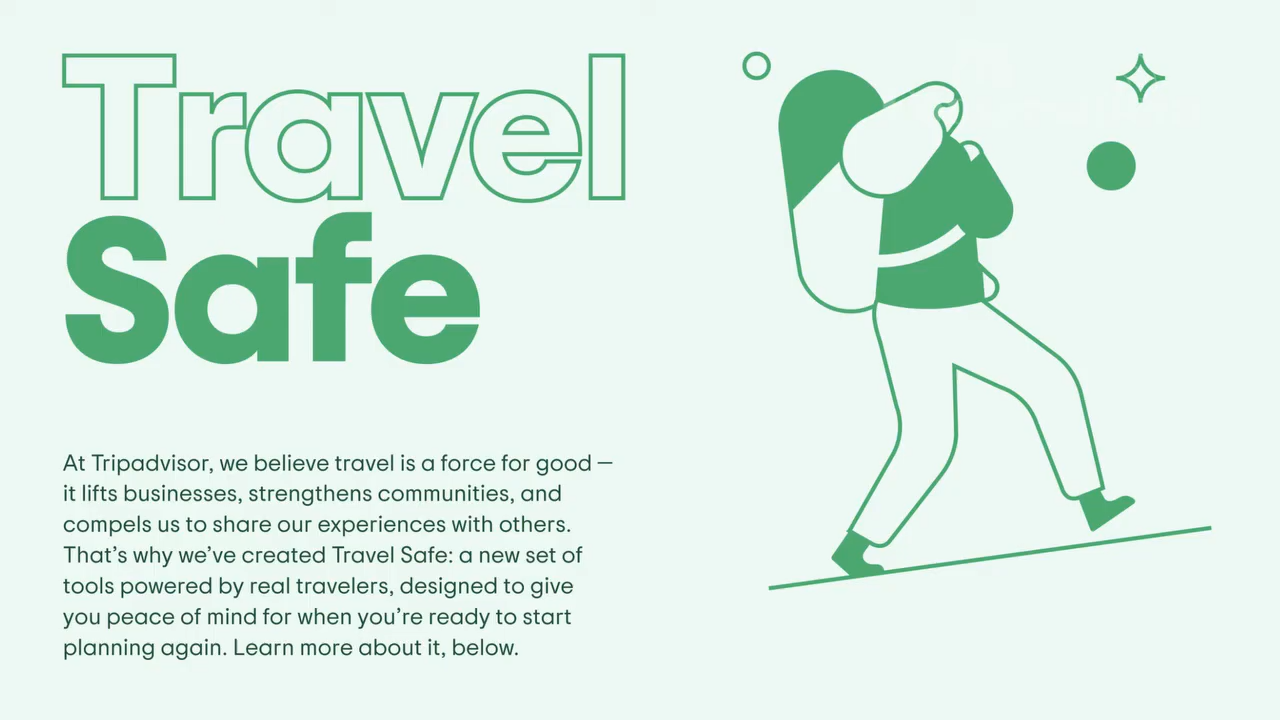 Travel
Safe
At Tripadvisor, we believe travel is a force for good —
it lifts businesses, strengthens communities, and
compels us to share our experiences with others.
That’s why we’ve created Travel Safe: a new set of
tools powered by real travelers, designed to give
you peace of mind for when you’re ready to start
planning again. Learn more about it, below.